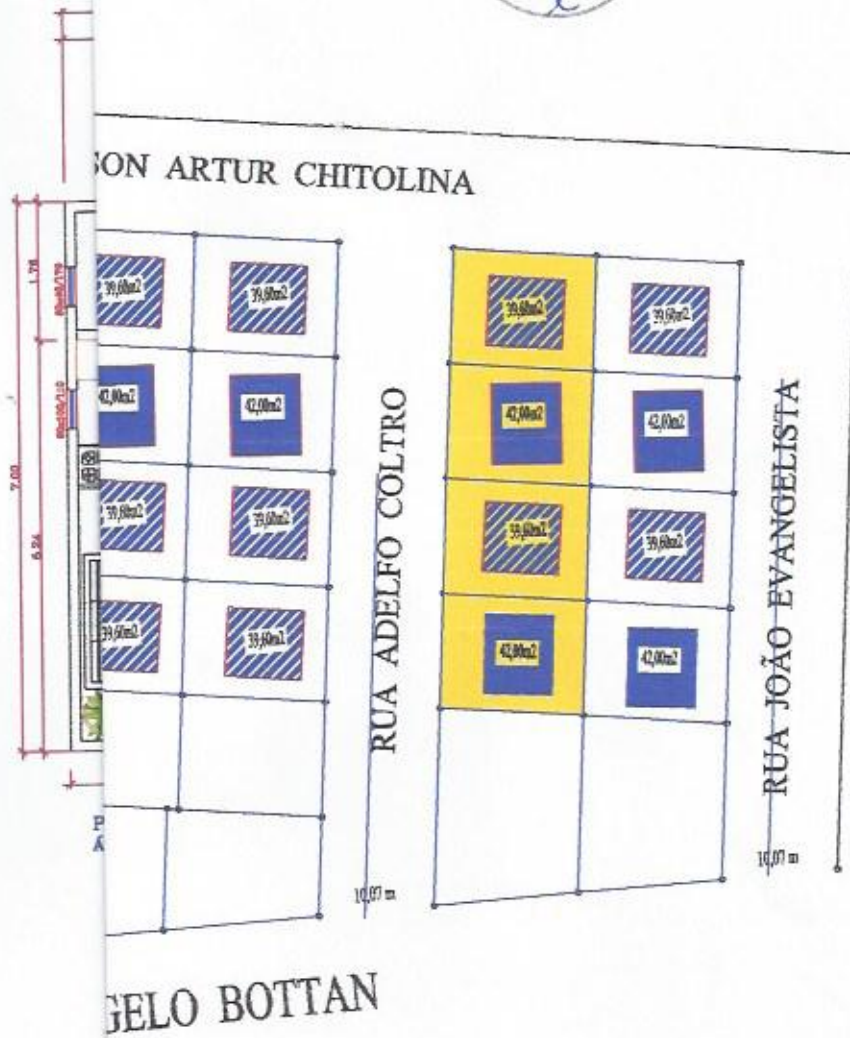 SON ARTUR CHITOLINA
39,60m2
39,60m2
39,60m2
39,60m2
42,00m2
42,00m2
42,00m2
42,00m2
39,60m2
39,60m2
39,60m2
39,60m2
39,60m2
39,60m2
42,00m2
42,00m2
RUA ADELFO COLTRO
RUA JOÃO EVANGELISTA
10,07 m
10,07 m
GELO BOTTAN
1.76
7.00
6.24
P
Á